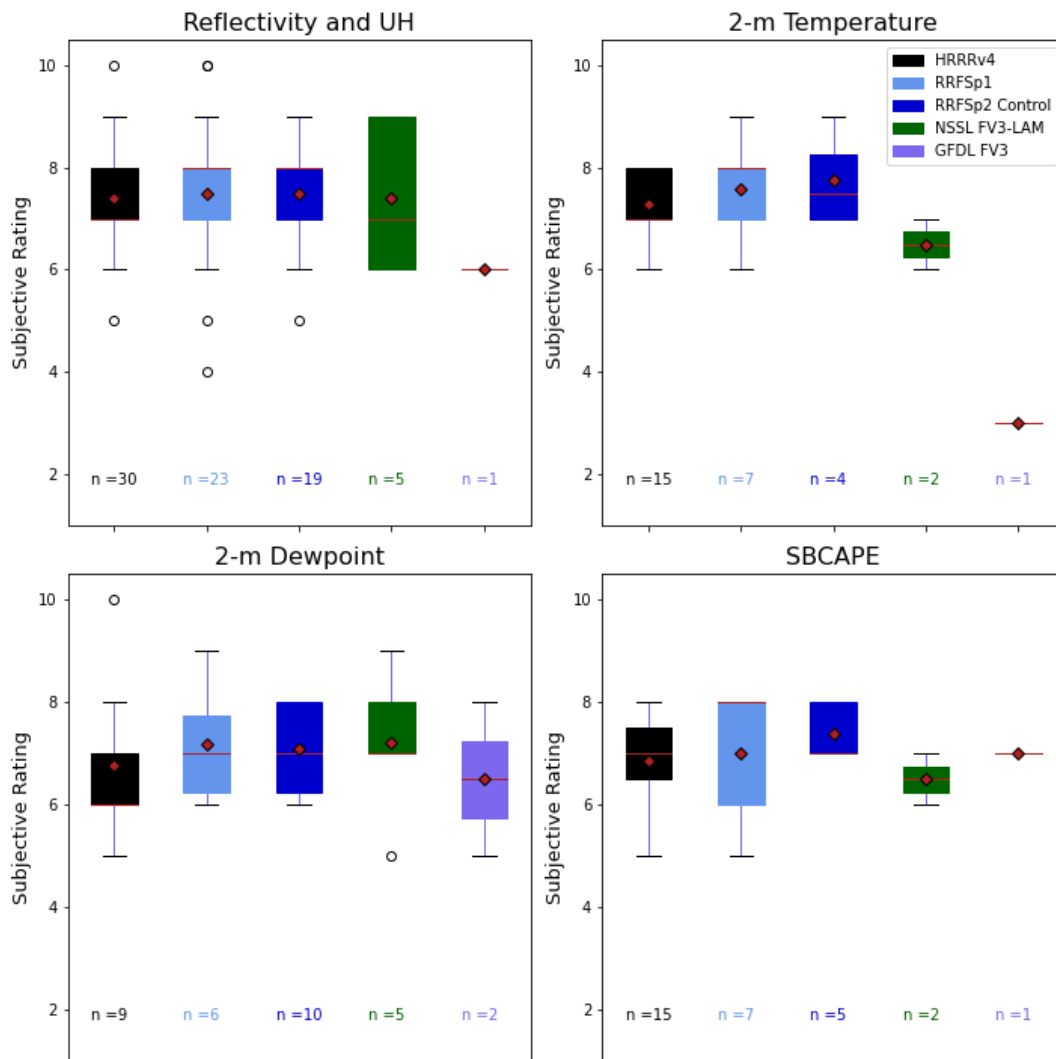 Reflectivity and UH
2-m Temperature
10
8
6
4
2
Subjective Rating
n =30
n =23
n =19
n =5
n =1
10
8
6
4
2
Subjective Rating
HRRRv4
RRFSp1
RRFSp2 Control
NSSL FV3-LAM
GFDL FV3
n =15
n =7
n =4
n =2
n =1
2-m Dewpoint
SBCAPE
10
8
6
4
2
Subjective Rating
n =9
n =6
n =10
n =5
n =2
10
8
6
4
2
Subjective Rating
n =15
n =7
n =5
n =2
n =1